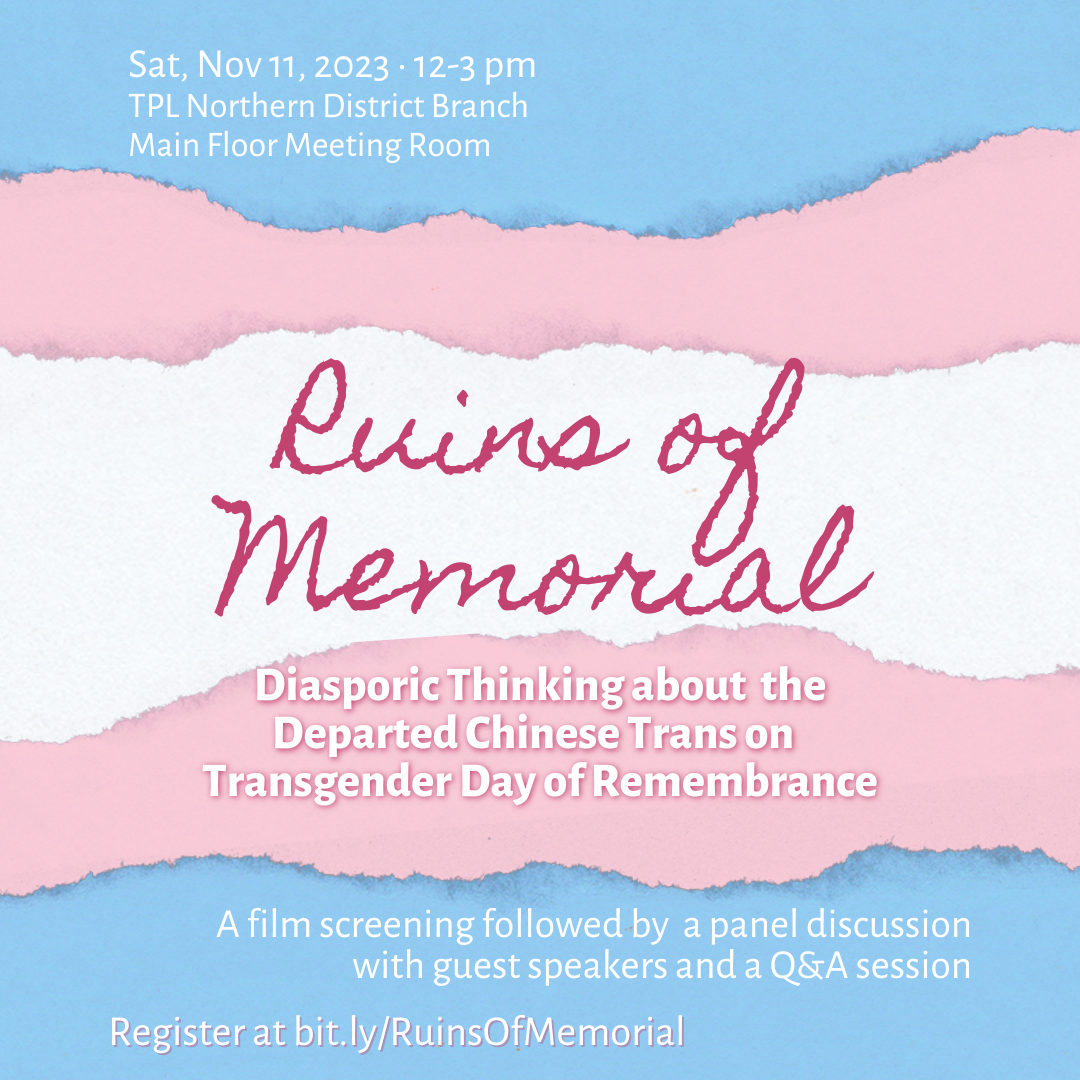 Sat, Nov 11, 2023 · 12-3 pm
TPL Northern District Branch
Main Floor Meeting Room
Ruins of
Memorial
Diasporic Thinking about the
Departed Chinese Trans on
Transgender Day of Remembrance
A film screening followed by a panel discussion
with guest speakers and a Q&A session
Register at bit.ly/RuinsOfMemorial